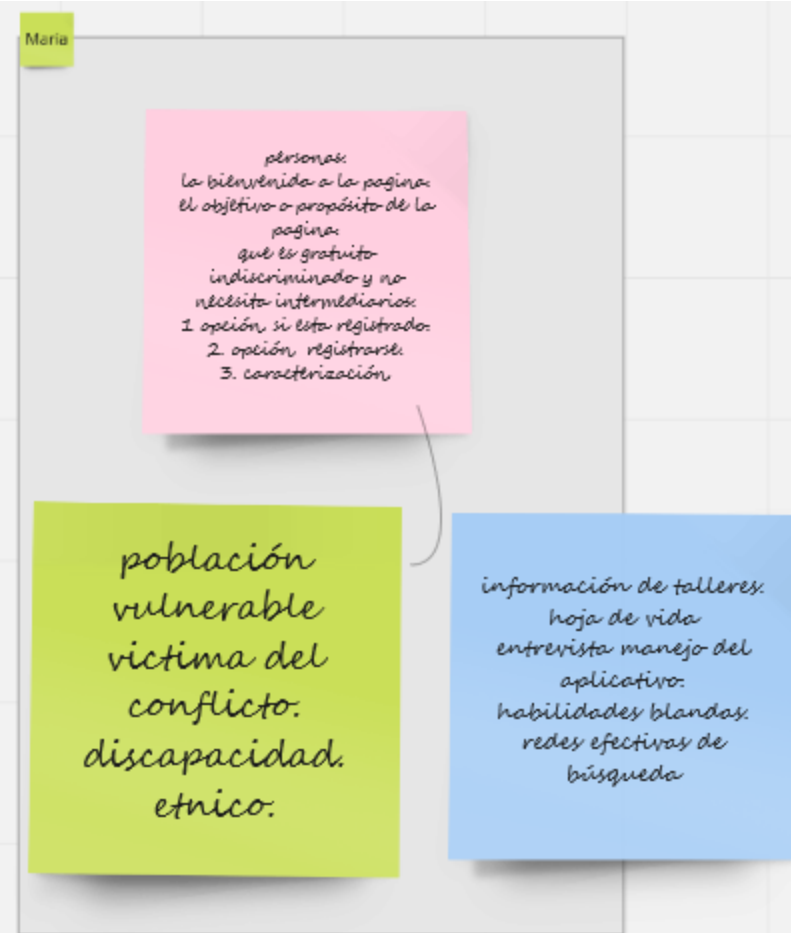 Maria
personas.
la bienvenida a la pagina.
el objetivo o propósito de la
pagina.
que es gratuito
indiscriminado y no
necesita intermediarios.
1 opción, si esta registrado.
2. opción registrarse.
3. caracterización,
población
vulnerable
victima del
conflicto.
discapacidad.
etnico.
información de talleres.
hoja de vida
entrevista manejo del
aplicativo.
habilidades blandas.
redes efectivas de
búsqueda